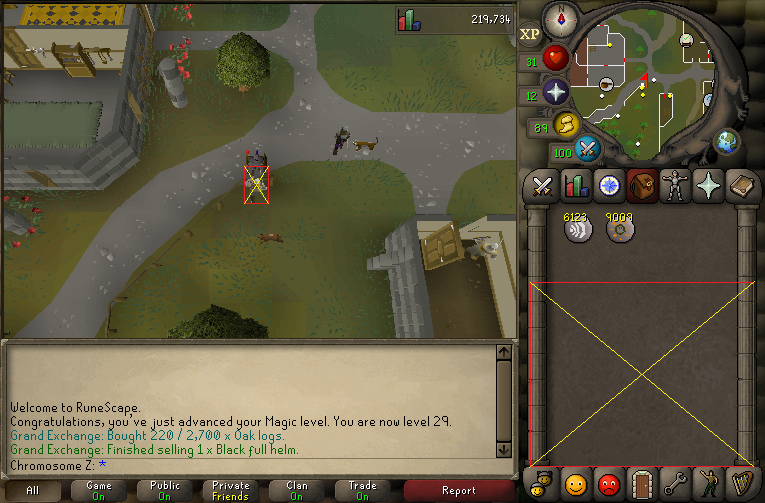 219,734
XP
31
12
89
100
6123 9009
Welcome to RuneScape.
Congratulations, you've just advanced your Magic level. You are now level 29.
Grand Exchange: Bought 220 / 2,700 x Oak logs.
Grand Exchange: Finished selling 1 x Black full helm.
Chromosome Z: *
All
Game
On
Public
On
Private
Friends
Clan
On
Trade
On
Report